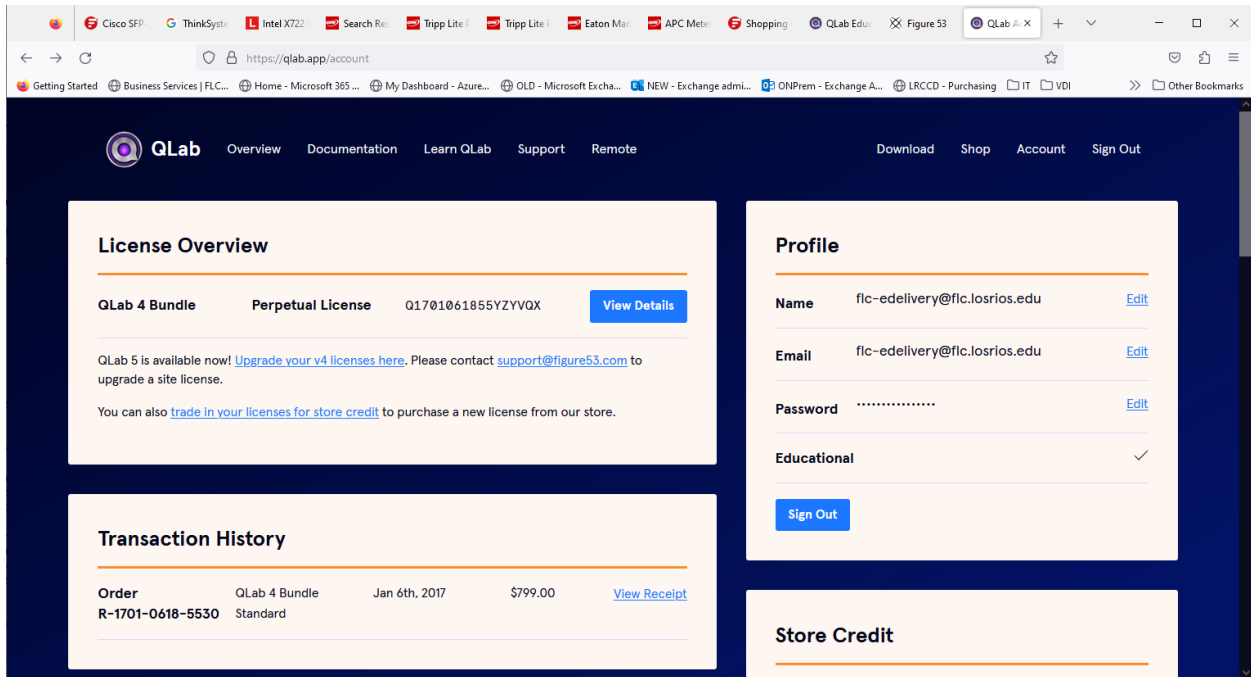 Cisco SFP-
ThinkSyste
Intel X722
Search Res
Tripp Lite P
Tripp Lite P
Eaton Man
APC Meter
Shopping
QLab Educ
Figure 53
QLab Ac
https://qlab.app/account
Getting Started
Business Services | FLC...
Home - Microsoft 365 ...
My Dashboard - Azure...
OLD - Microsoft Excha...
NEW - Exchange admi...
ONPrem - Exchange A...
LRCCD - Purchasing
IT
VDI
Other Bookmarks
QLab
Overview
Documentation
Learn QLab
Support
Remote
Download
Shop
Account
Sign Out
License Overview
QLab 4 Bundle
Perpetual License
Q1701061855YZYVQX
View Details
QLab 5 is available now! Upgrade your v4 licenses here. Please contact support@figure53.com to
upgrade a site license.
You can also trade in your licenses for store credit to purchase a new license from our store.
Transaction History
Order
R-1701-0618-5530
QLab 4 Bundle
Standard
Jan 6th, 2017
$799.00
View Receipt
Profile
Name
flc-edelivery@flc.losrios.edu
Edit
Email
flc-edelivery@flc.losrios.edu
Edit
Password
••••••••••••••••
Edit
Educational
Sign Out
Store Credit